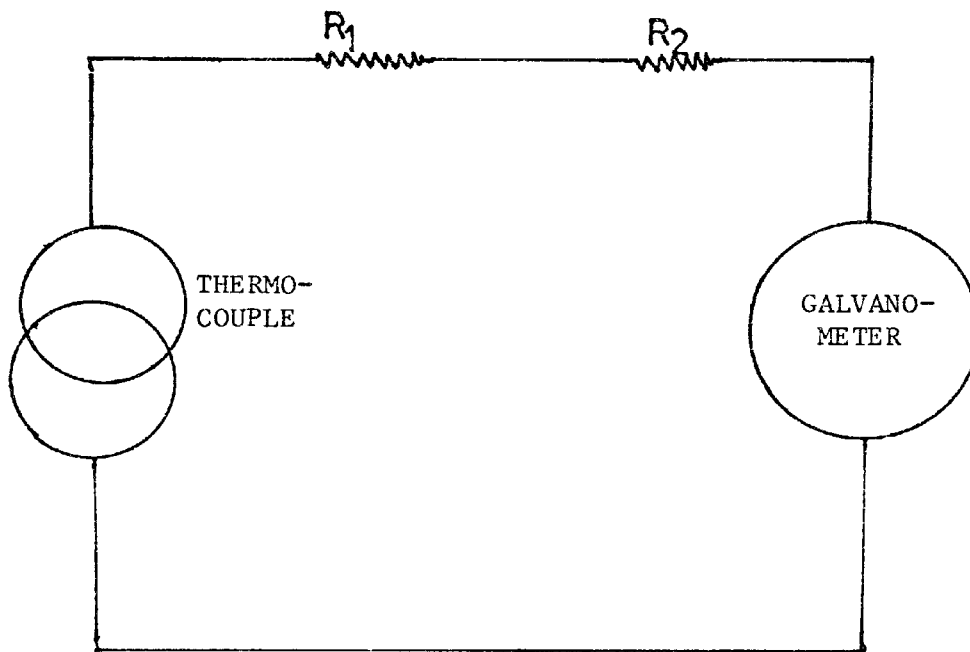 R1
R2
THERMO-
COUPLE
GALVANO-
METER